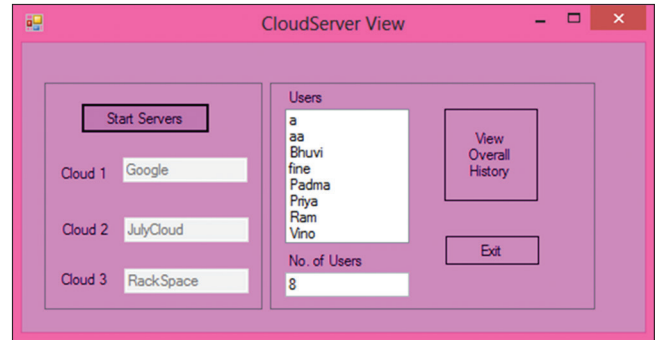 CloudServer View
Start Servers
Cloud 1 Google
Cloud 2 JulyCloud
Cloud 3 RackSpace
Users
a
aa
Bhuvi
fine
Padma
Priya
Ram
Vino
No. of Users
8
View
Overall
History
Exit